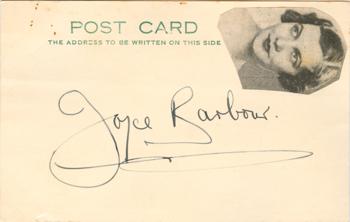 POST CARD
THE ADDRESS TO BE WRITTEN ON THIS SIDE
Joyce Barbour.